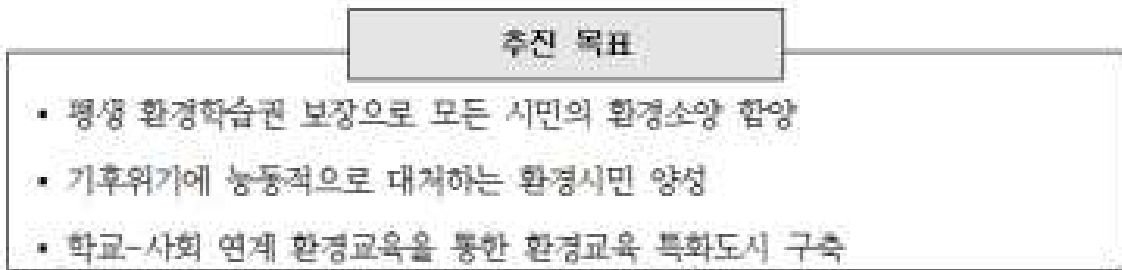 추진 목표
▪ 평생 환경학습권 보장으로 모든 시민의 환경소양 함양
▪ 기후위기에 능동적으로 대처하는 환경시민 양성
▪ 학교-사회 연계 환경교육을 통한 환경교육 특화도시 구축